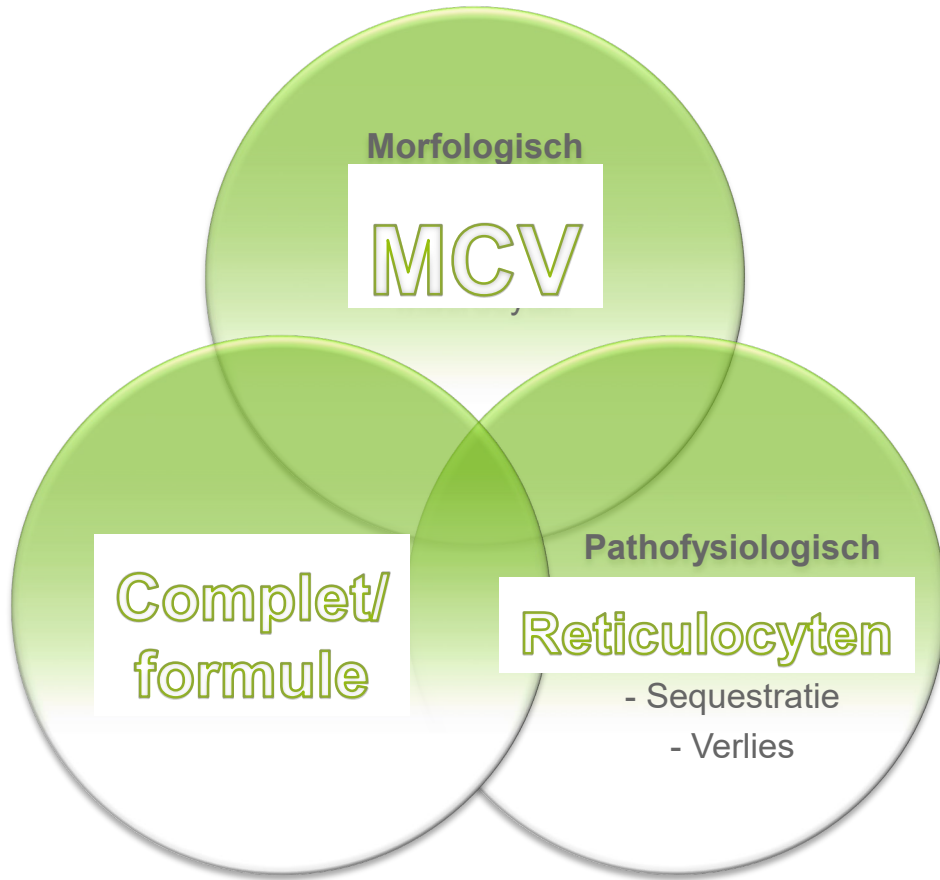 Morfologisch
MCV
Complet/
formule
Pathofysiologisch
Reticulocyten
- Sequestratie
- Verlies